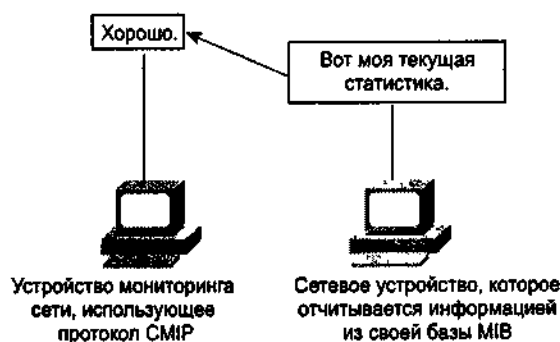 Хорошо.
Вот моя текущая
статистика.
Устройство мониторинга
сети, использующее
протокол CMIP
Сетевое устройство, которое
отчитывается информацией
из своей базы MIB